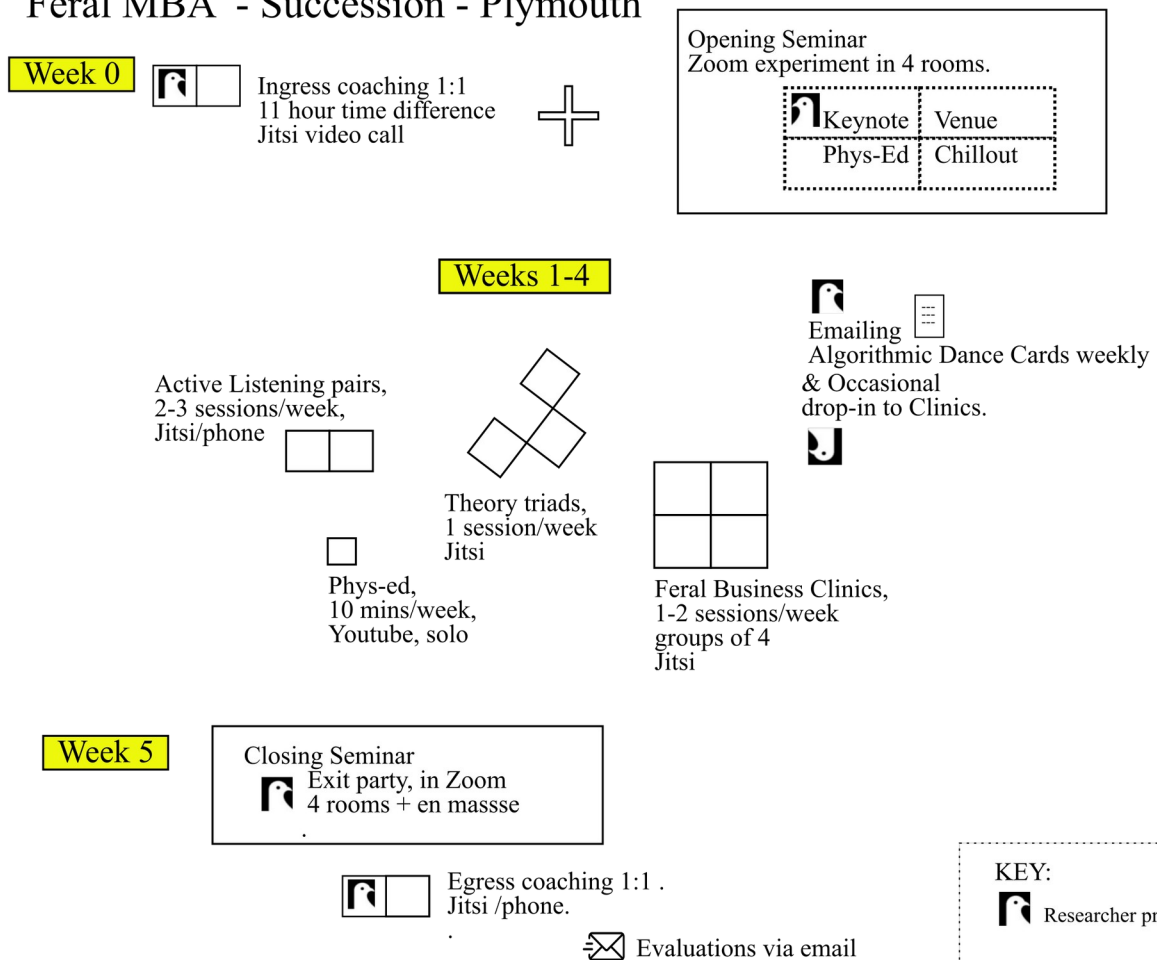 Feral MBA - Succession - Plymouth
Week 0
Ingress coaching 1:1
11 hour time difference
Jitsi video call
Opening Seminar
Zoom experiment in 4 rooms.
Keynote
Venue
Phys-Ed
Chillout
Weeks 1-4
Emailing
Algorithmic Dance Cards weekly
& Occasional
drop-in to Clinics.
Active Listening pairs,
2-3 sessions/week,
Jitsi/phone
Theory triads,
1 session/week
Jitsi
Phys-ed,
10 mins/week,
Youtube, solo
Feral Business Clinics,
1-2 sessions/week
groups of 4
Jitsi
Week 5
Closing Seminar
Exit party, in Zoom
4 rooms + en massse
.
Egress coaching 1:1 .
Jitsi /phone.
.
Evaluations via email
KEY:
Researcher